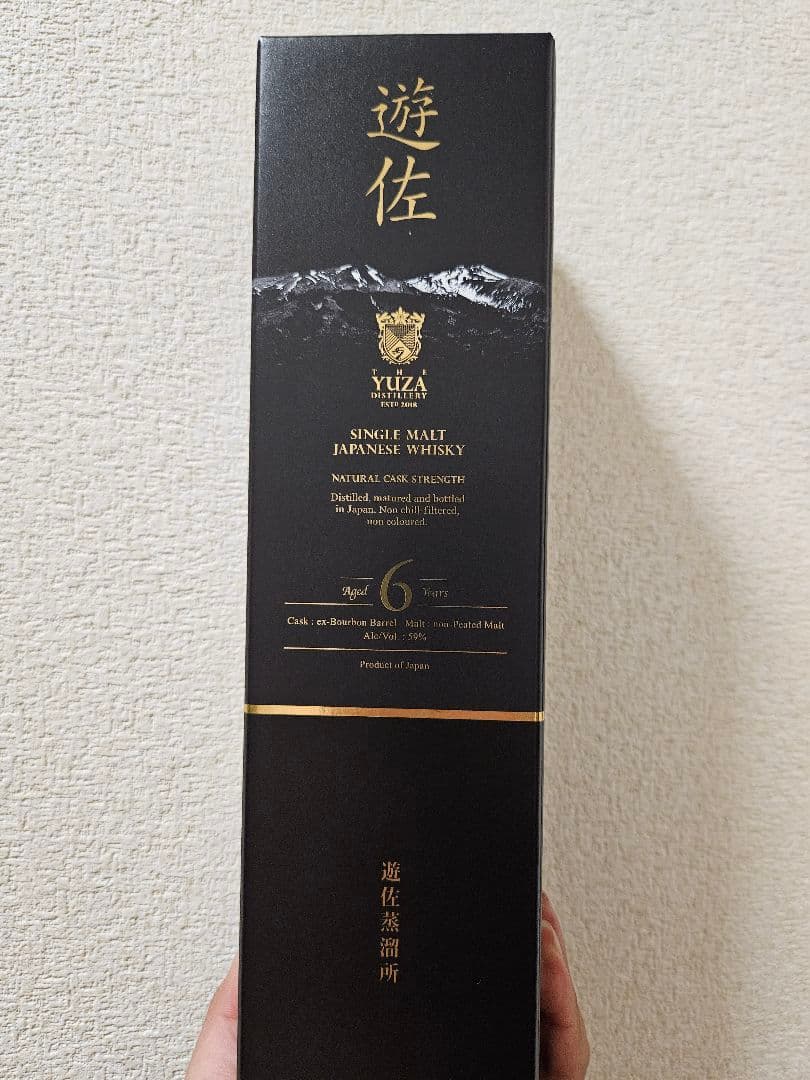 遊佐
THE
YUZA
DISTILLERY
ESTD 2018
SINGLE MALT
JAPANESE WHISKY
NATURAL CASK STRENGTH
Distilled, matured and bottled
in Japan. Non chill-filtered,
non coloured.
Aged 6 Years
Cask : ex-Bourbon Barrel Malt : non-Peated Malt
Alc/Vol. : 59%
Product of Japan
遊佐蒸溜所